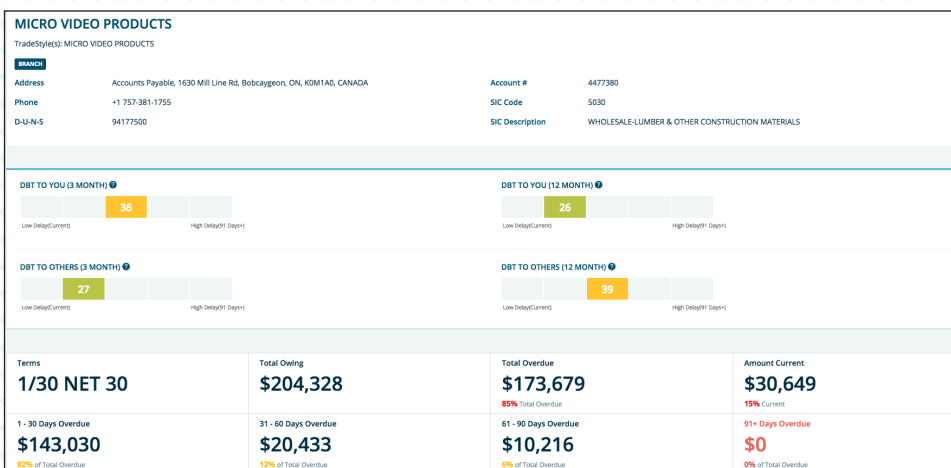 MICRO VIDEO PRODUCTS
TradeStyle(s): MICRO VIDEO PRODUCTS
BRANCH
Address Accounts Payable, 1630 Mill Line Rd, Bobcaygeon, ON, K0M1A0, CANADA Account # 4477380
Phone +1 757-381-1755 SIC Code 5030
D-U-N-S 94177500 SIC Description WHOLESALE-LUMBER & OTHER CONSTRUCTION MATERIALS
DBT TO YOU (3 MONTH) ? DBT TO YOU (12 MONTH) ?
36 26
Low Delay(Current) High Delay(91 Days+) Low Delay(Current) High Delay(91 Days+)
DBT TO OTHERS (3 MONTH) ? DBT TO OTHERS (12 MONTH) ?
27 39
Low Delay(Current) High Delay(91 Days+) Low Delay(Current) High Delay(91 Days+)
Terms Total Owing Total Overdue Amount Current
1/30 NET 30 $204,328 $173,679 $30,649
85% Total Overdue 15% Current
1 - 30 Days Overdue 31 - 60 Days Overdue 61 - 90 Days Overdue 91+ Days Overdue
$143,030 $20,433 $10,216 $0
82% of Total Overdue 12% of Total Overdue 6% of Total Overdue 0% of Total Overdue